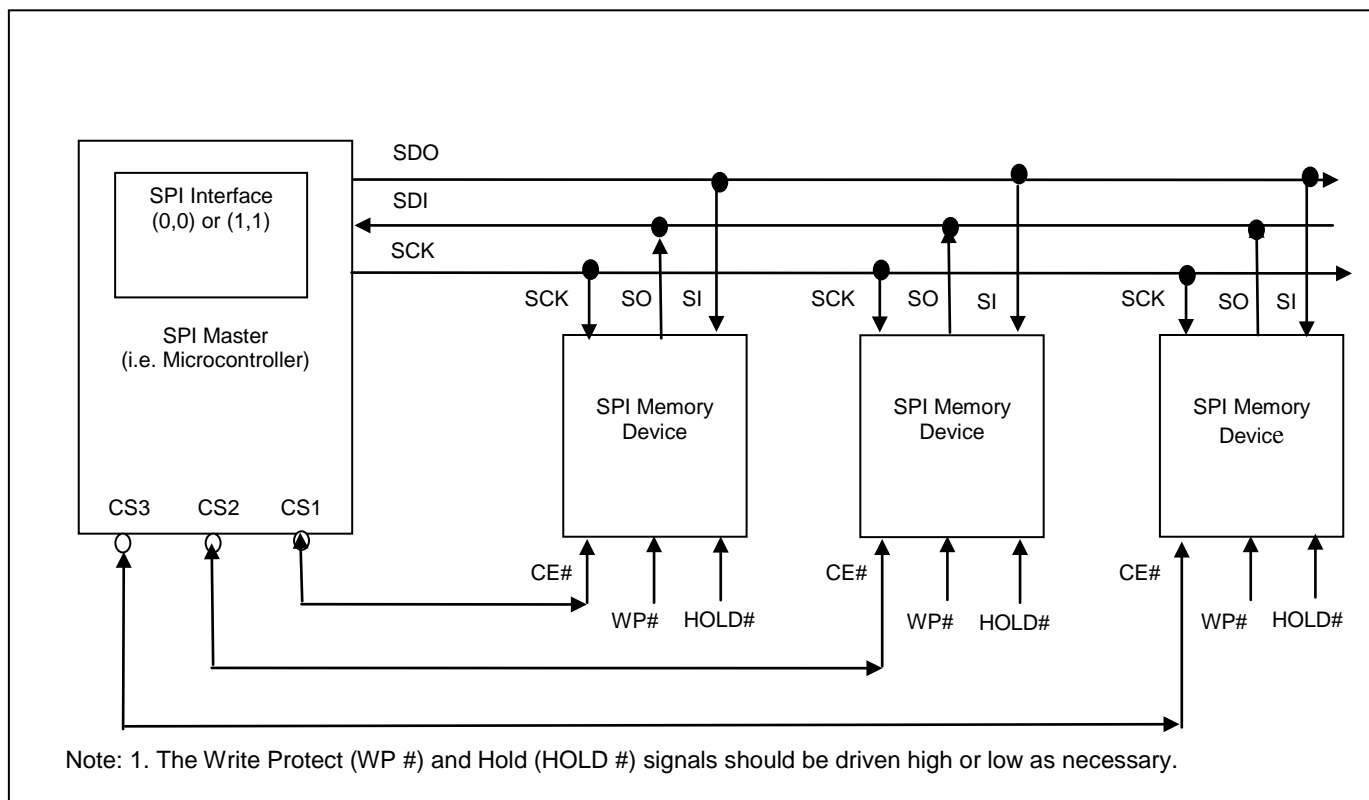 SDO
SPI Interface
(0,0) or (1,1)
SDI
SCK
SCK SO SI SCK SO SI SCK SO SI
SPI Master
(i.e. Microcontroller)
SPI Memory
Device
SPI Memory
Device
SPI Memory
Device
CS3 CS2 CS1
CE# CE# CE#
WP# HOLD# WP# HOLD# WP# HOLD#
Note: 1. The Write Protect (WP #) and Hold (HOLD #) signals should be driven high or low as necessary.